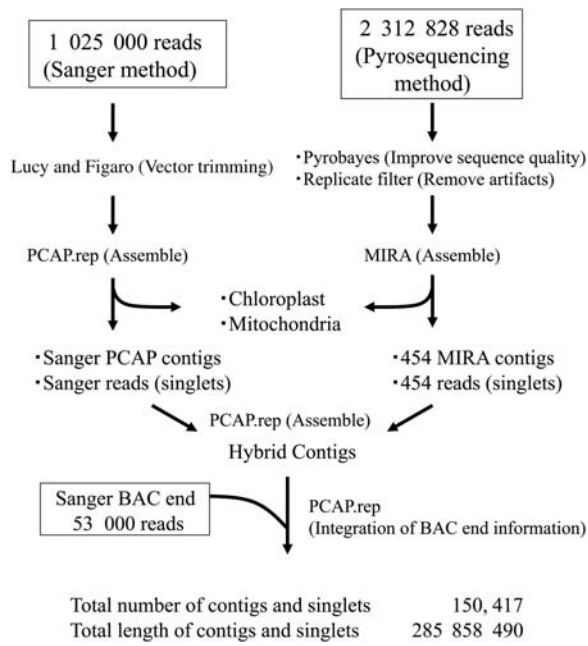 1 025 000 reads
(Sanger method)
2 312 828 reads
(Pyrosequencing
method)
Lucy and Figaro (Vector trimming)
・Pyrobayes (Improve sequence quality)
・Replicate filter (Remove artifacts)
PCAP.rep (Assemble)
MIRA (Assemble)
・Chloroplast
・Mitochondria
・Sanger PCAP contigs
・Sanger reads (singlets)
・454 MIRA contigs
・454 reads (singlets)
PCAP.rep (Assemble)
Hybrid Contigs
Sanger BAC end
53 000 reads
PCAP.rep
(Integration of BAC end information)
Total number of contigs and singlets 150, 417
Total length of contigs and singlets 285 858 490